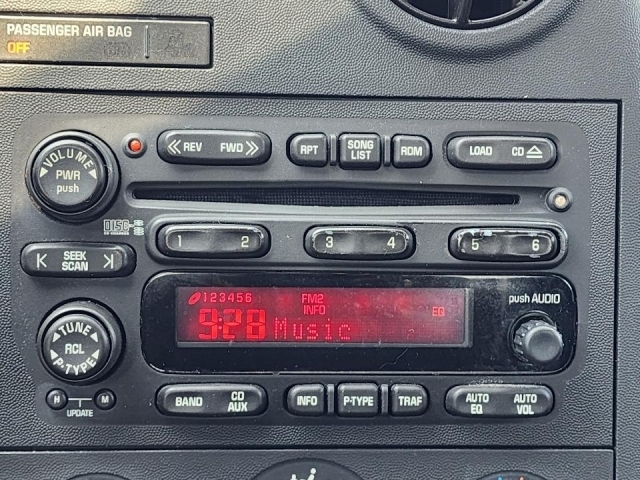 PASSENGER AIR BAG
OFF
VOLUME
PWR
push
REV FWD
RPT
SONG
LIST
RDM
LOAD CD
DISC
1 2
3 4
5 6
SEEK
SCAN
123456 FM2
INFO
EQ
9:28 Music
push AUDIO
TUNE
RCL
P-TYPE
H M
UPDATE
BAND CD
AUX
INFO
P-TYPE
TRAF
AUTO
EQ
AUTO
VOL